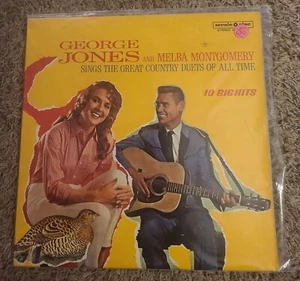 GEORGE
JONES AND MELBA MONTGOMERY
SINGS THE GREAT COUNTRY DUETS OF ALL TIME
10 BIG HITS